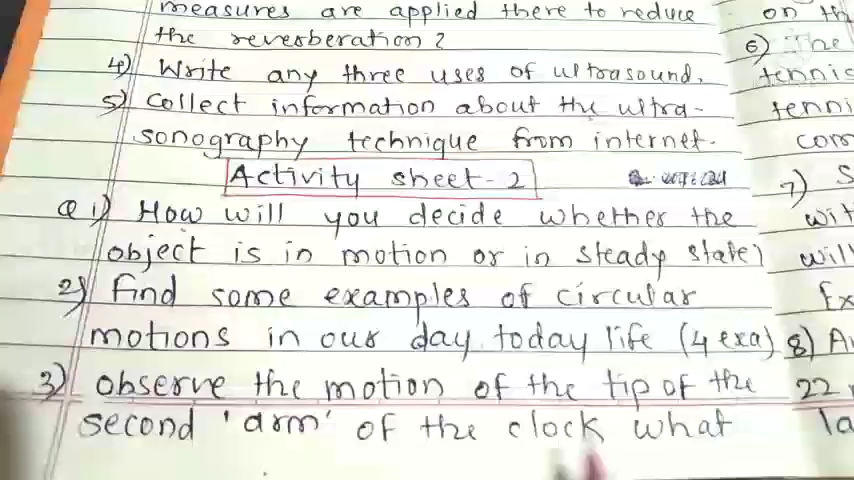 measures are applied there to reduce
the reverberation?
4) Write any three uses of ultrasound.
5) Collect information about the ultra-
sonography technique from internet.
Activity sheet-2
Q 1) How will you decide whether the
object is in motion or in steady state?
2) Find some examples of circular
motions in our day today life (4 exa)
3) observe the motion of the tip of the
second 'arm' of the clock what
on th
6) The
tennis
tenni
com
7) S
wit
will
Ex
8) A
22
la